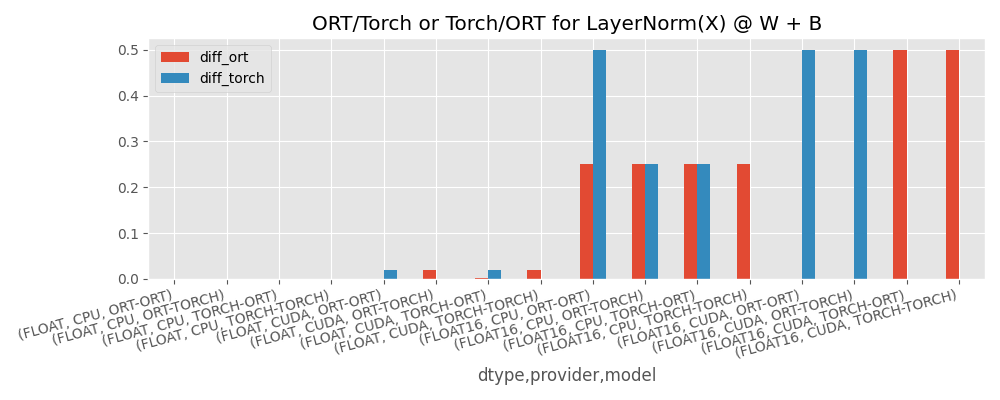 ORT/Torch or Torch/ORT for LayerNorm(X) @ W + B
diff_ort
diff_torch
0.5
0.4
0.3
0.2
0.1
0.0
(FLOAT, CPU, ORT-ORT)
(FLOAT, CPU, ORT-TORCH)
(FLOAT, CPU, TORCH-ORT)
(FLOAT, CPU, TORCH-TORCH)
(FLOAT, CUDA, ORT-ORT)
(FLOAT, CUDA, ORT-TORCH)
(FLOAT, CUDA, TORCH-ORT)
(FLOAT, CUDA, TORCH-TORCH)
(FLOAT16, CPU, ORT-ORT)
(FLOAT16, CPU, ORT-TORCH)
(FLOAT16, CPU, TORCH-ORT)
(FLOAT16, CPU, TORCH-TORCH)
(FLOAT16, CUDA, ORT-ORT)
(FLOAT16, CUDA, ORT-TORCH)
(FLOAT16, CUDA, TORCH-ORT)
(FLOAT16, CUDA, TORCH-TORCH)
dtype,provider,model